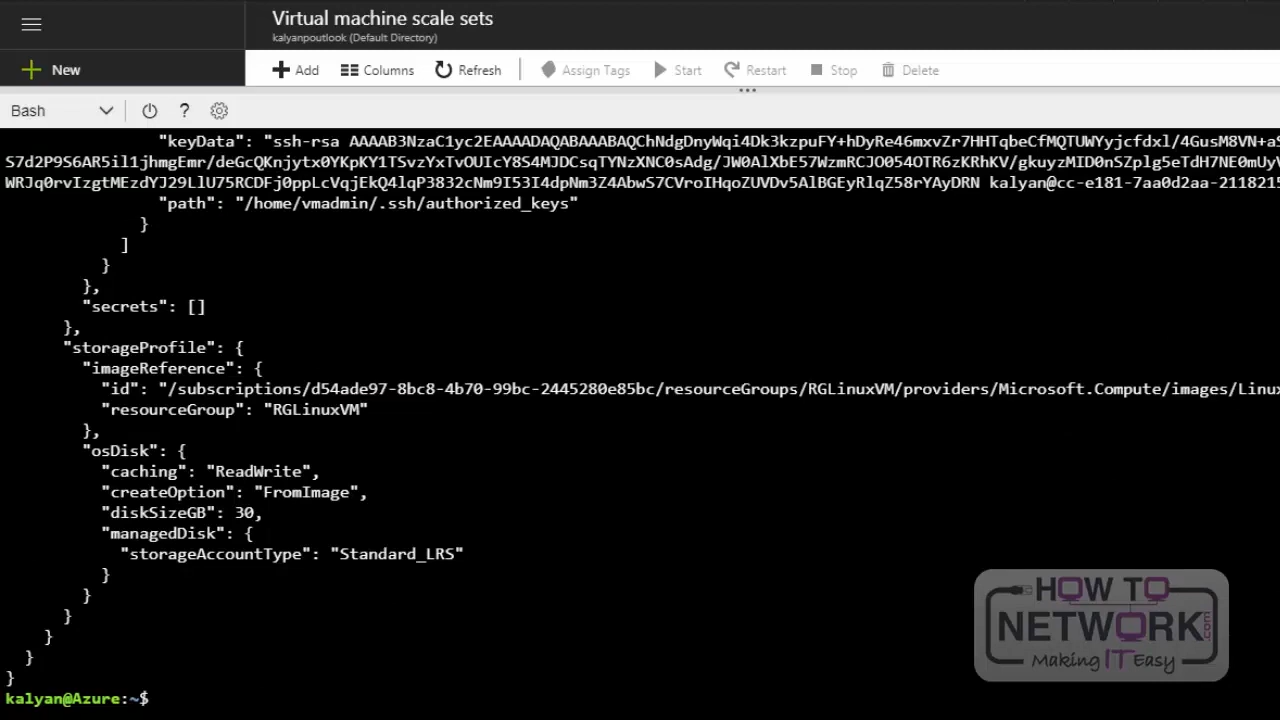 Virtual machine scale sets
kalyanpoutlook (Default Directory)
New
Add Columns Refresh Assign Tags Start Restart Stop Delete
Bash ?
"keyData": "ssh-rsa AAAAB3NzaC1yc2EAAAADAQABAAABAQChNdgDnyWqi4Dk3kzpuFY+hDyRe46mxvZr7HHTqbeCfMQTUWYyjcfdxl/4GusM8VN+aS
S7d2P9S6AR5il1jhmgEmr/deGcQKnjytx0YKpKY1TSvzYxTvOUIcY8S4MJDCsqTYNzXNC0sAdg/JW0AlXbE57WzmRCJO054OTR6zKRhKV/gkuyzMID0nSZplg5eTdH7NE0mUyV
WRJq0rvIzgtMEzdYJ29LlU75RCDFj0ppLcVqjEkQ4lqP3832cNm9I53I4dpNm3Z4AbwS7CVroIHqoZUVDv5AlBGEyRlqZ58rYAyDRN kalyan@cc-e181-7aa0d2aa-2118215
"path": "/home/vmadmin/.ssh/authorized_keys"
}
]
}
},
"secrets": []
},
"storageProfile": {
"imageReference": {
"id": "/subscriptions/d54ade97-8bc8-4b70-99bc-2445280e85bc/resourceGroups/RGLinuxVM/providers/Microsoft.Compute/images/Linux
"resourceGroup": "RGLinuxVM"
},
"osDisk": {
"caching": "ReadWrite",
"createOption": "FromImage",
"diskSizeGB": 30,
"managedDisk": {
"storageAccountType": "Standard_LRS"
}
}
}
}
}
}
kalyan@Azure:~$
HOW TO
NETWORK.com
Making IT Easy